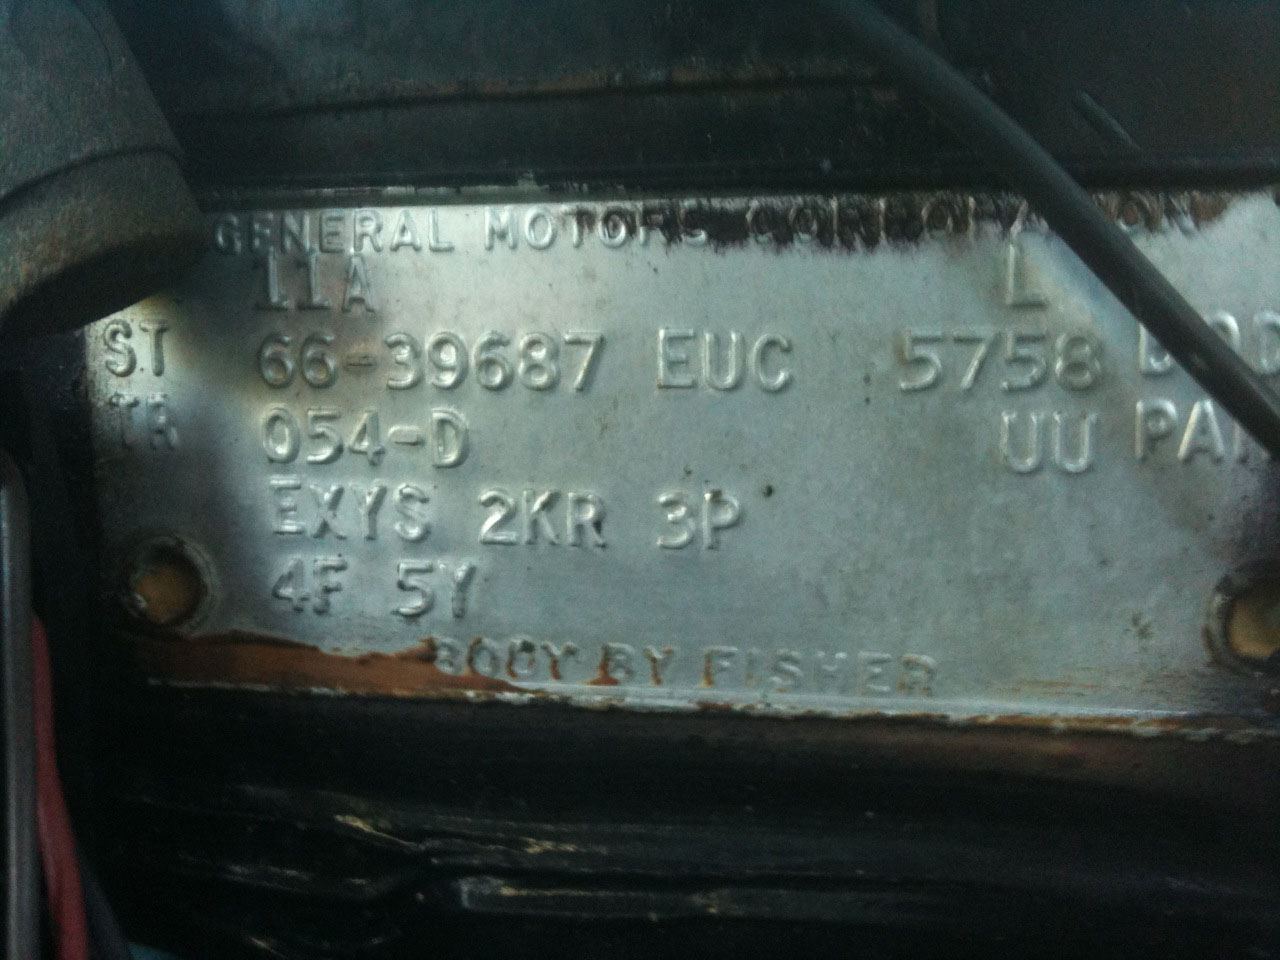 GENERAL MOTORS CORPORATION
11A L
ST 66-39687 EUC 5758
TR 054-D UU
EXYS 2KR 3P
4F 5Y
BODY BY FISHER